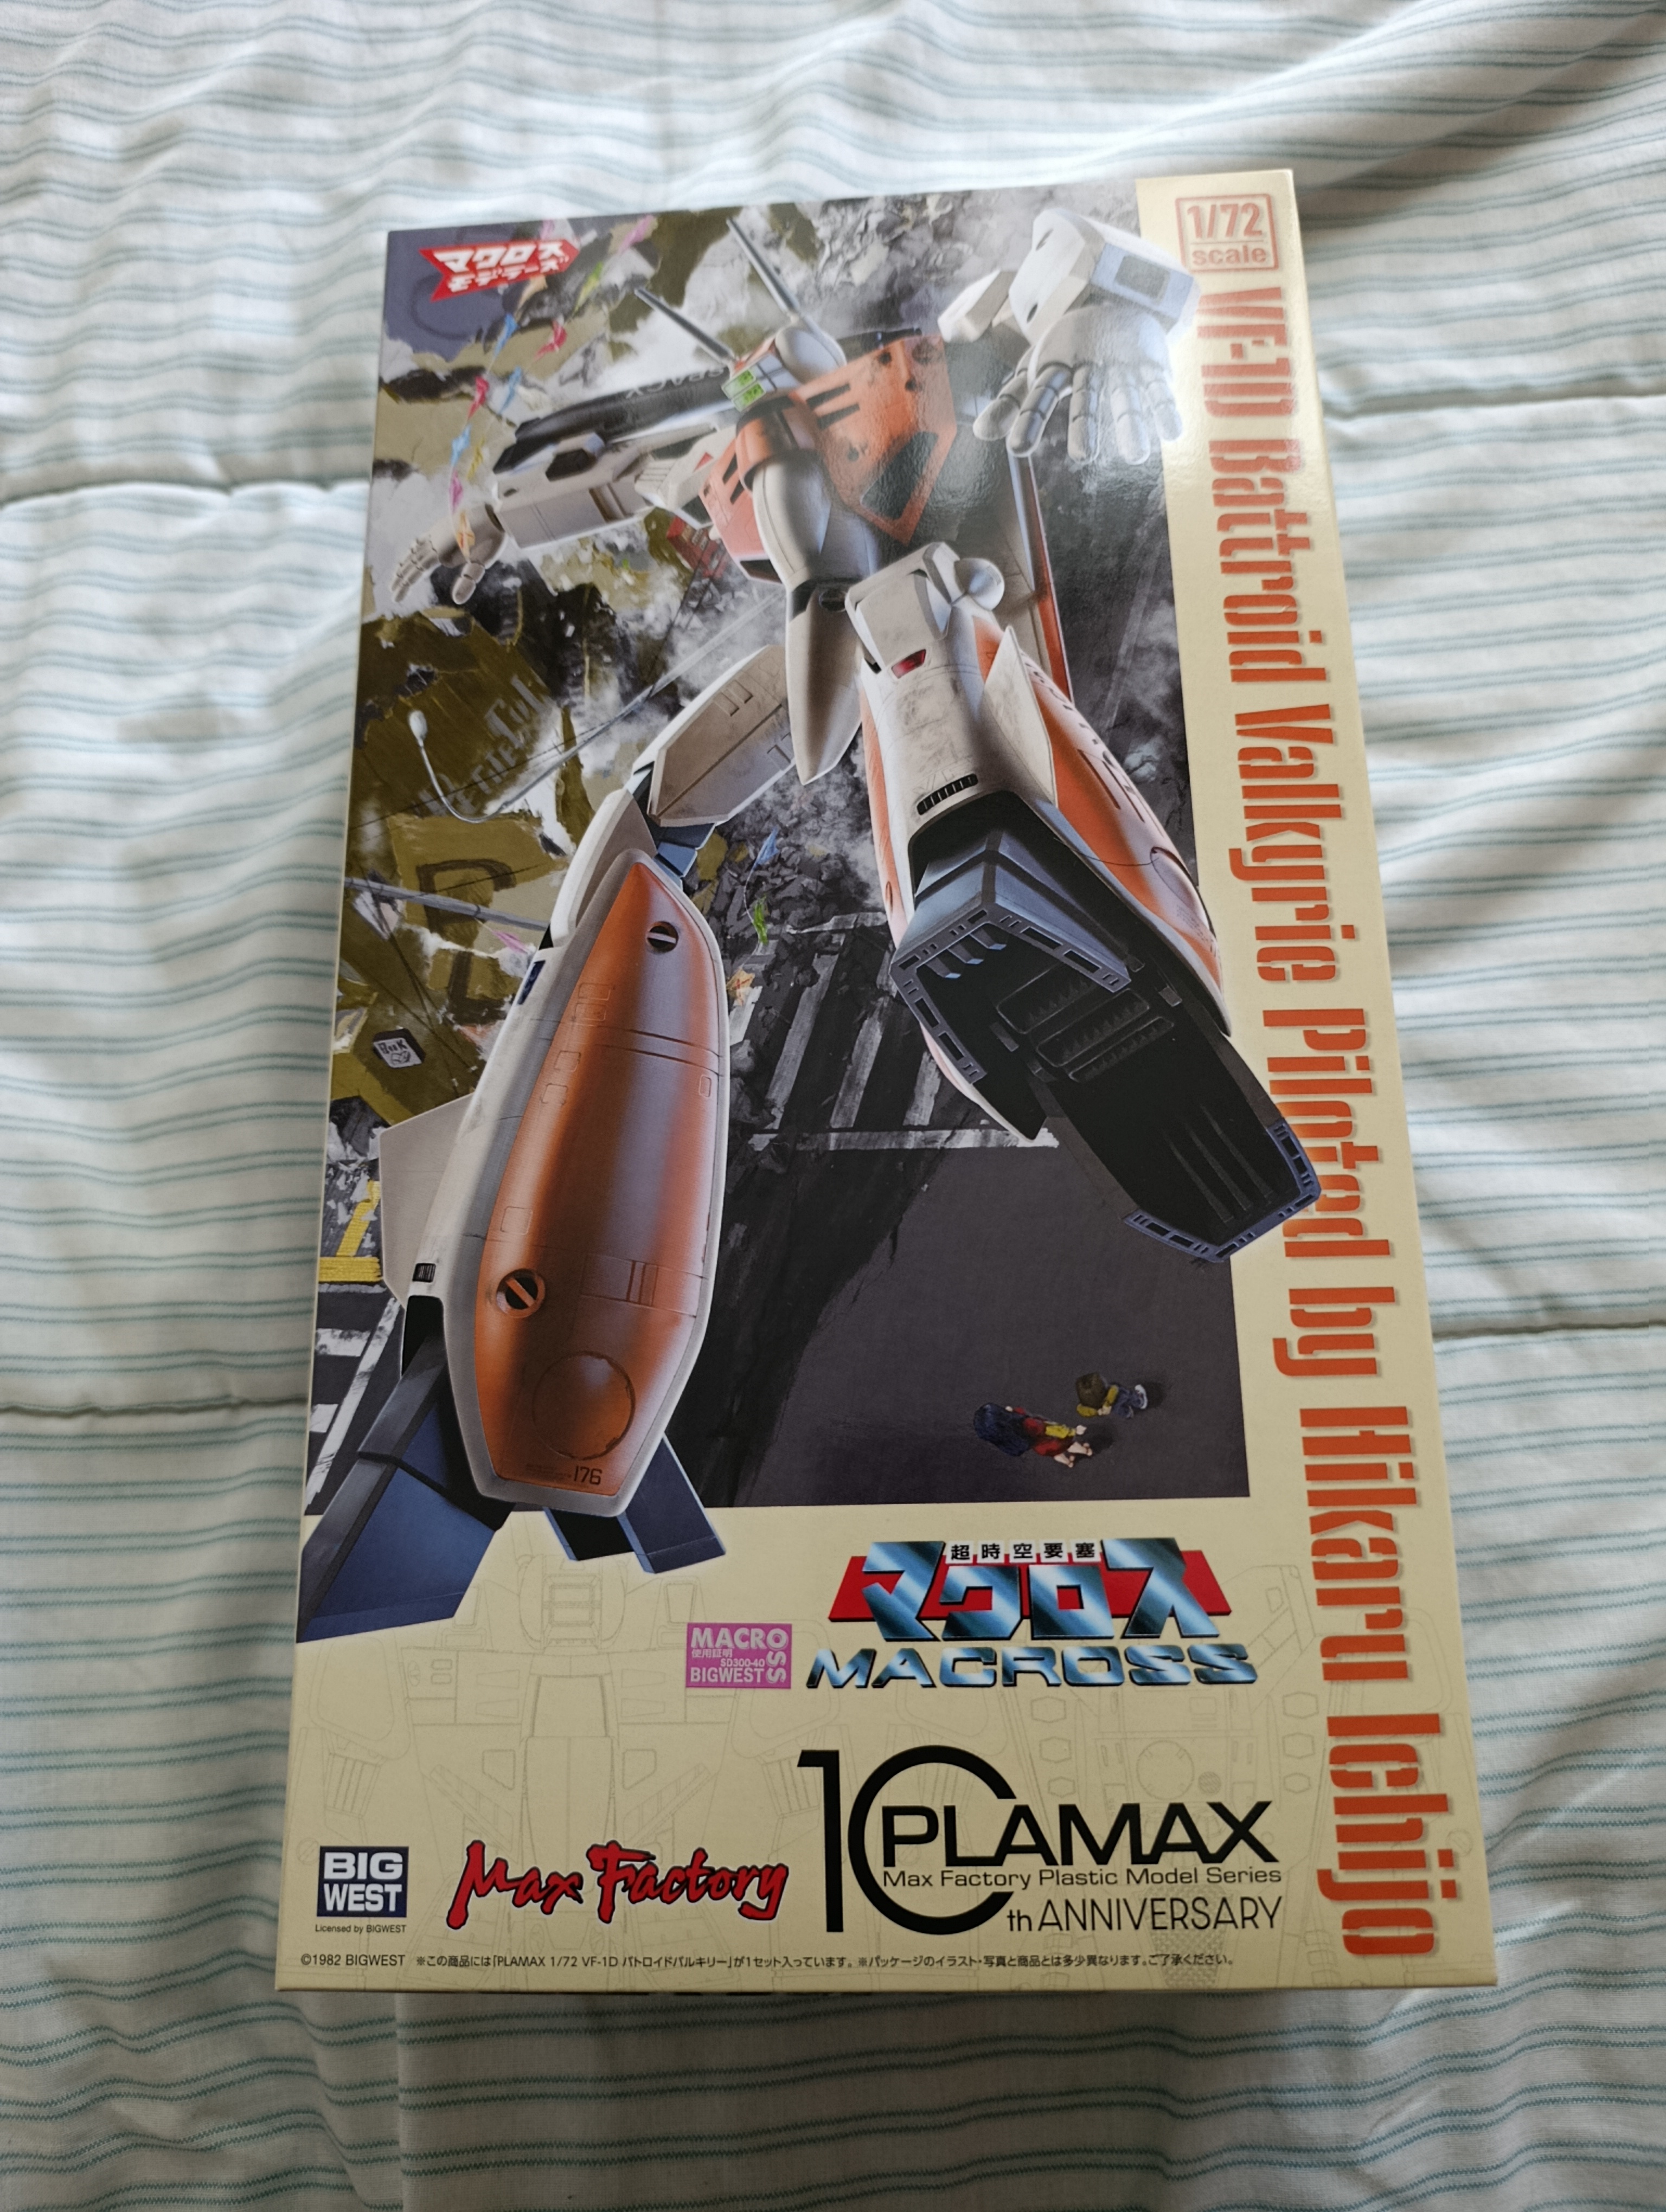 マクロス
モデラーズ
1/72
scale
VF-1D Battroid Valkyrie Piloted by Hikaru Ichijo
SPACY
BuK
176
超時空要塞
マクロス
MACROSS
MACROSS
使用証明
SD300-40
BIGWEST
BIG
WEST
Licensed by BIGWEST
Max Factory
10 PLAMAX
Max Factory Plastic Model Series
th ANNIVERSARY
©1982 BIGWEST ※この商品には「PLAMAX 1/72 VF-1D バトロイドバルキリー」が1セット入っています。※パッケージのイラスト・写真と商品とは多少異なります。ご了承ください。